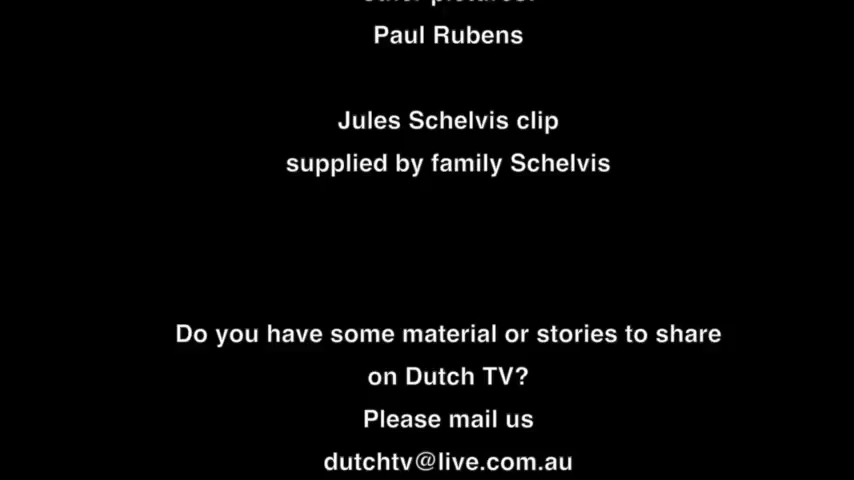 Paul Rubens
Jules Schelvis clip
supplied by family Schelvis
Do you have some material or stories to share
on Dutch TV?
Please mail us
dutchtv@live.com.au